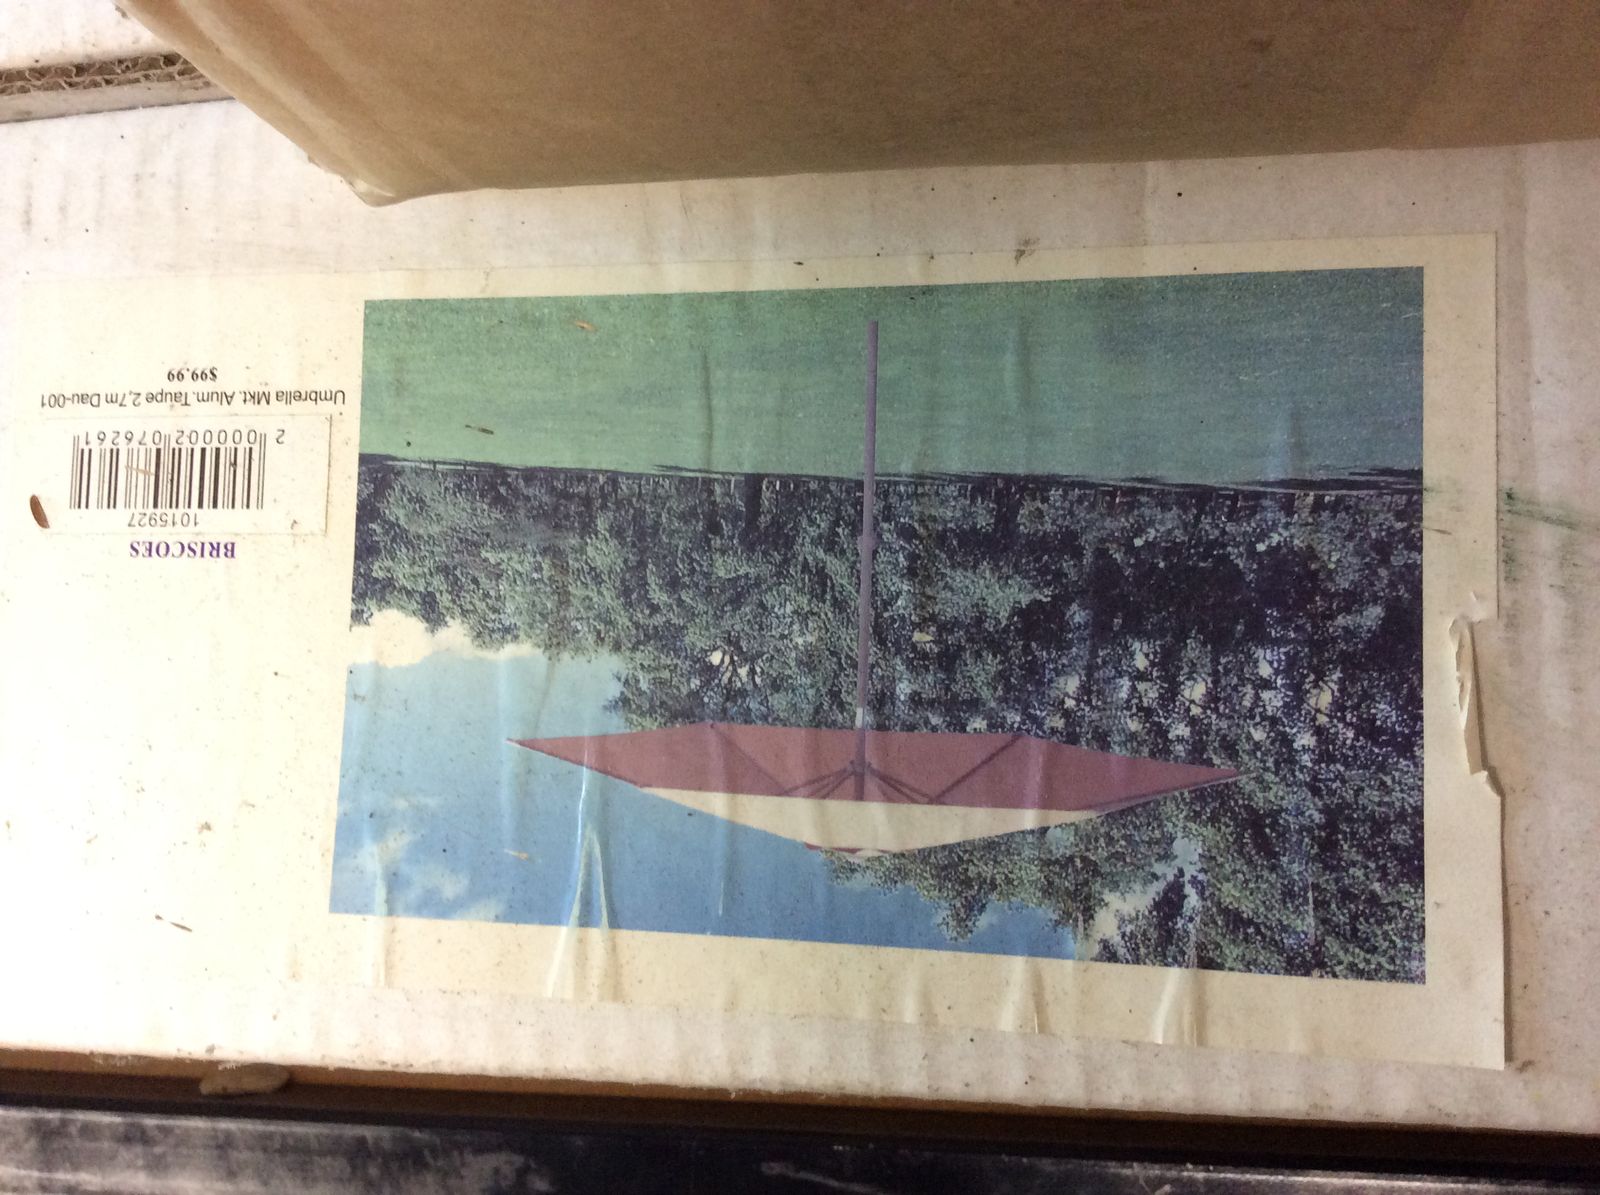 BRISCOES
1015927
2 000002 076261
Umbrella Mkt. Alum.Taupe 2,7m Dau-001
$99.99